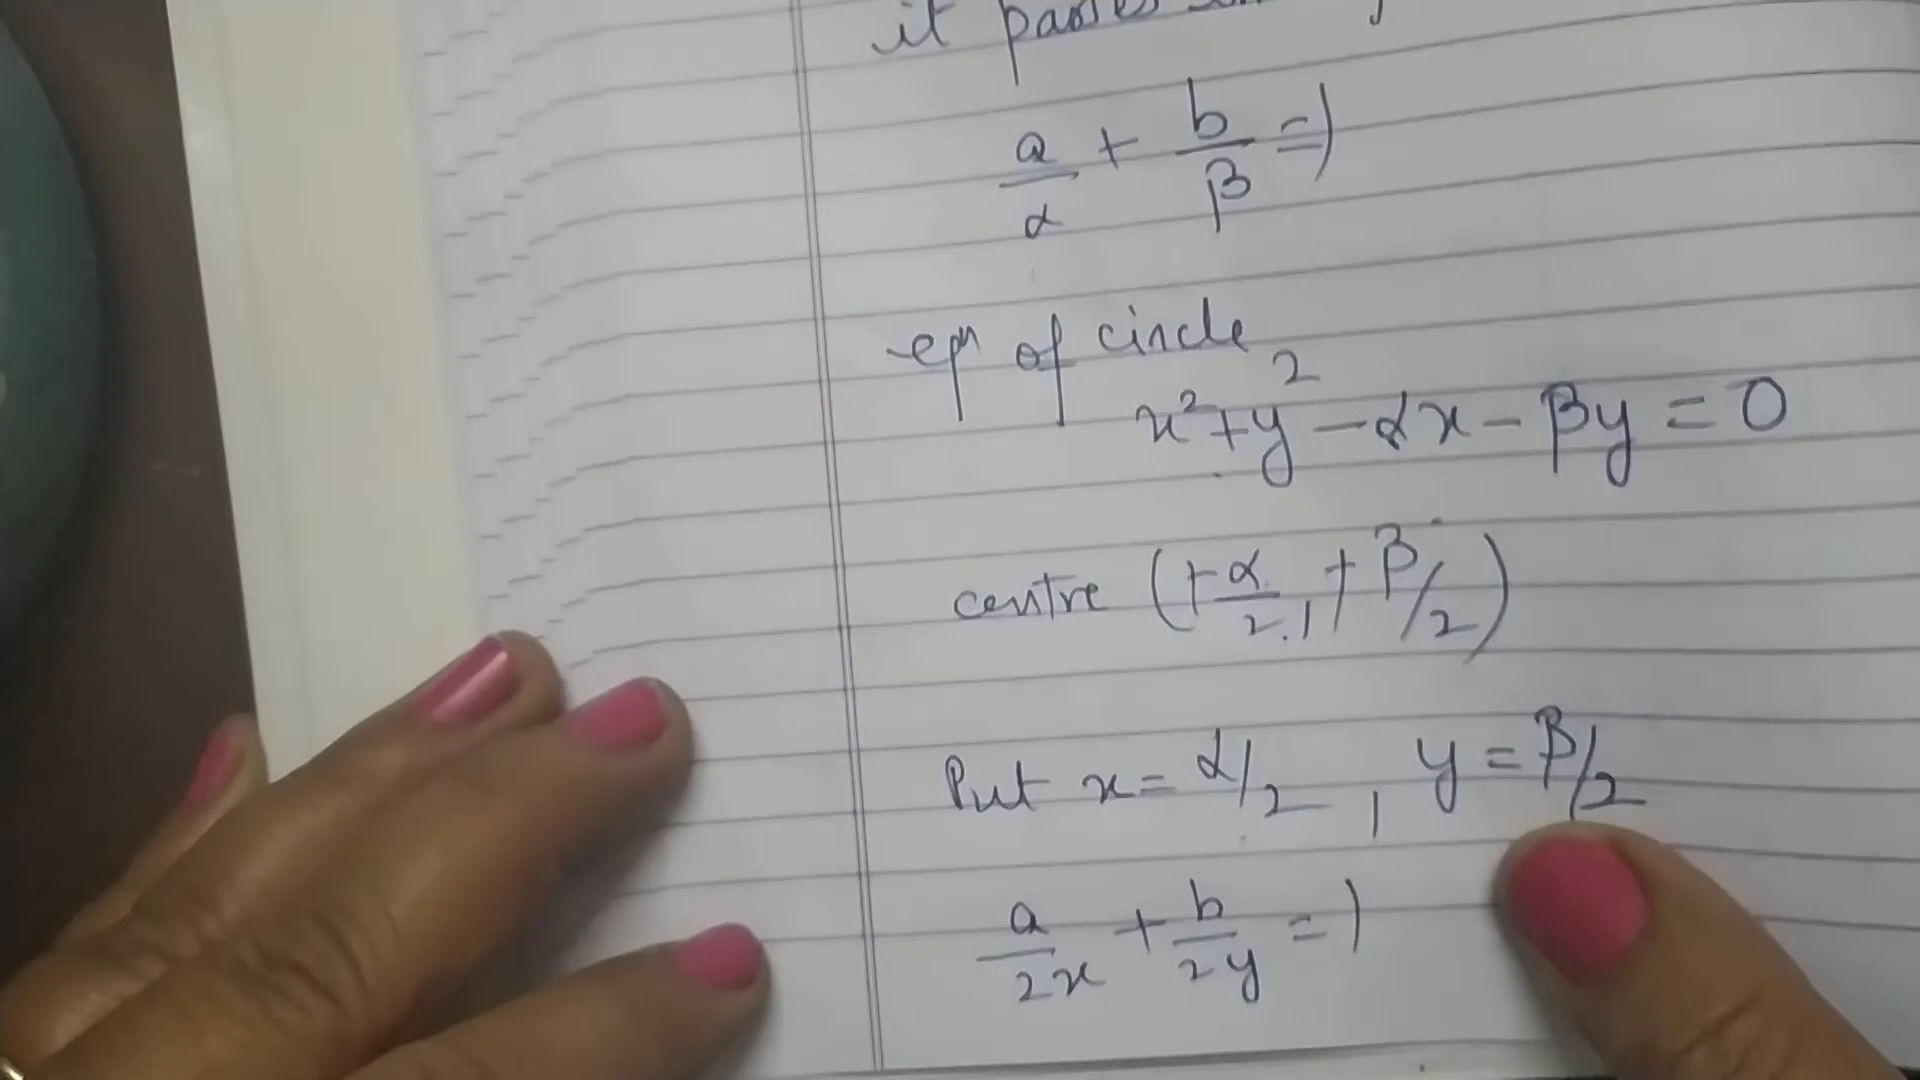 it passes
a/α + b/β = 1
eqn of circle
x² + y² - αx - βy = 0
centre (+α/2, +β/2)
Put x = α/2, y = β/2
a/2x + b/2y = 1